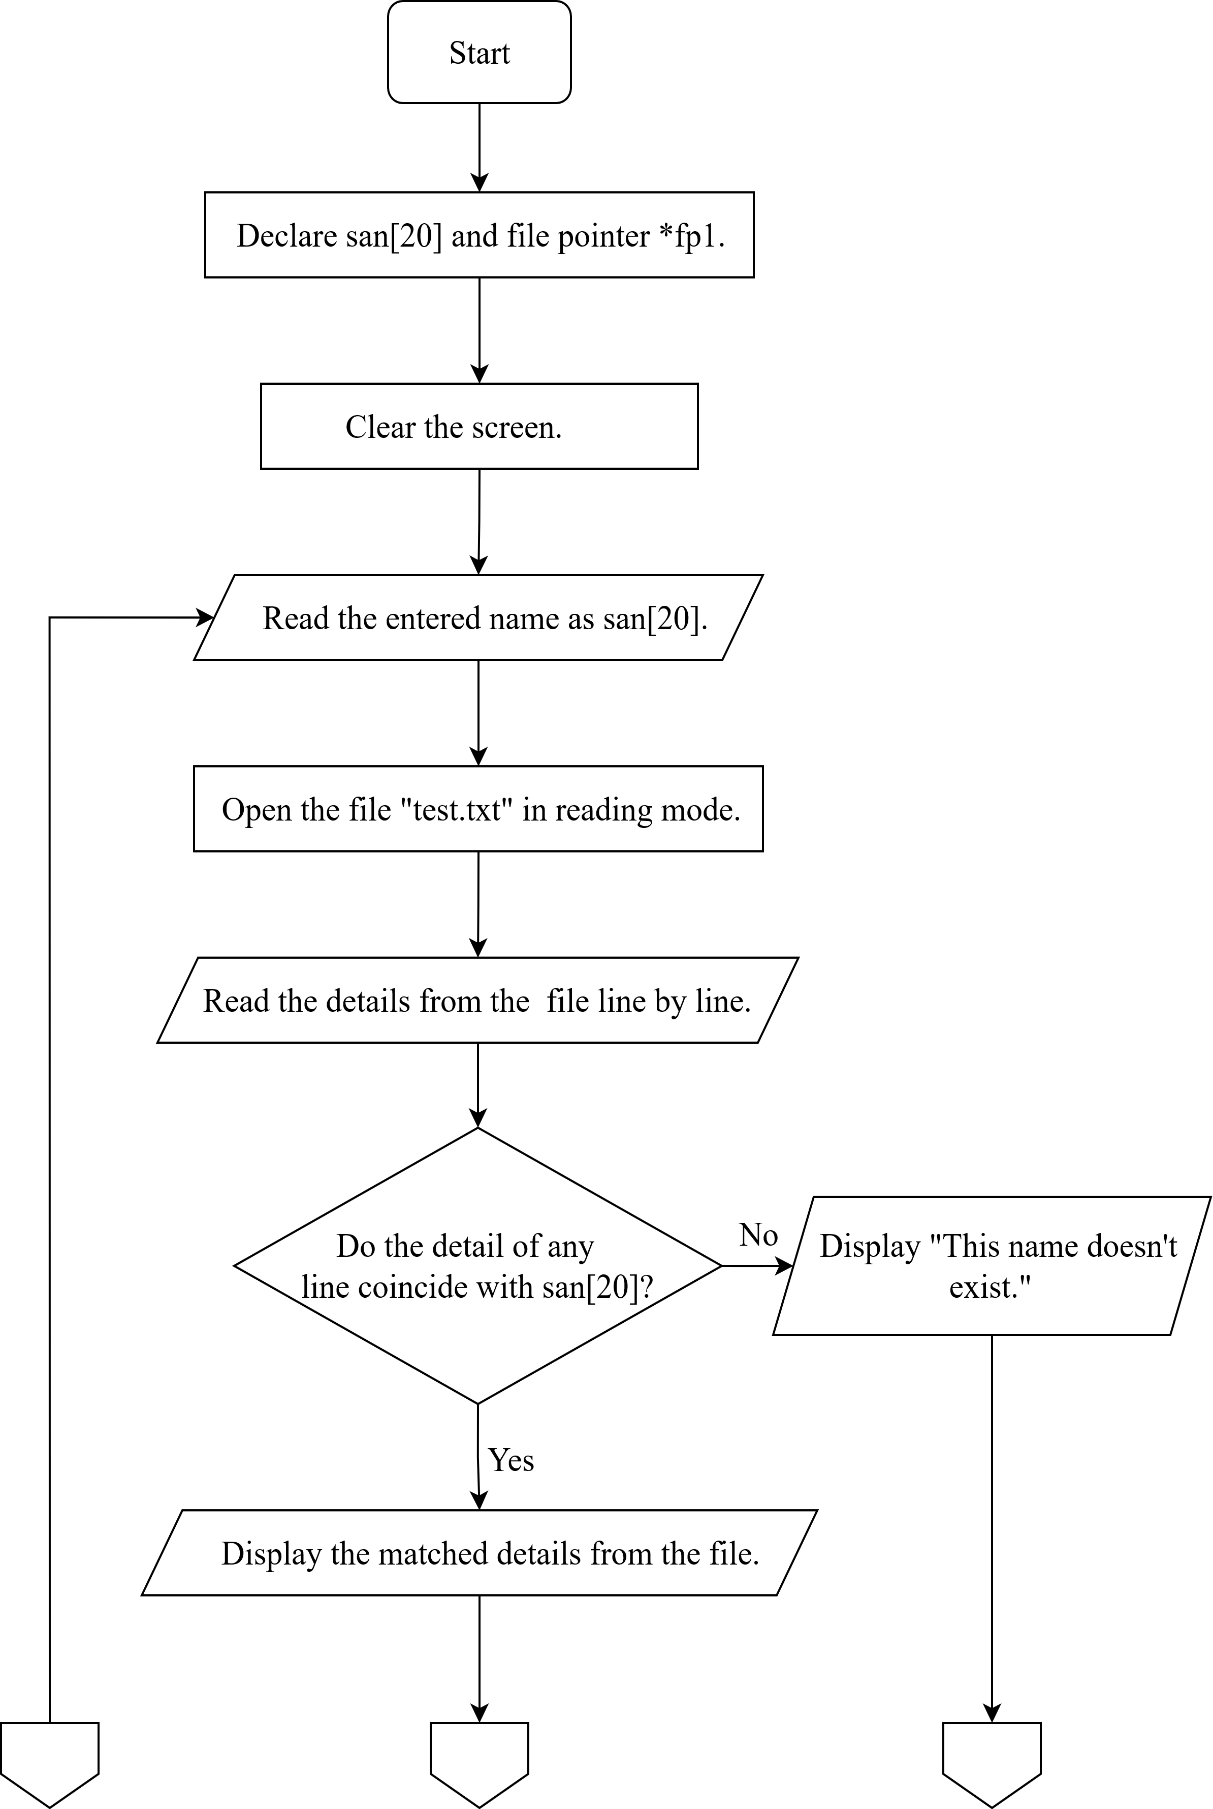 Start
Declare san[20] and file pointer *fp1.
Clear the screen.
Read the entered name as san[20].
Open the file "test.txt" in reading mode.
Read the details from the  file line by line.
Do the detail of any
line coincide with san[20]?
No
Display "This name doesn't
exist."
Yes
Display the matched details from the file.